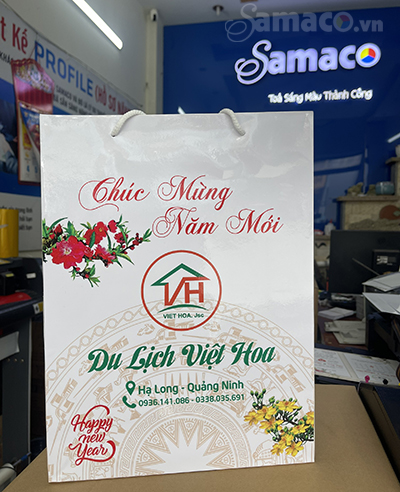 Samaco.vn
Samaco
Toả Sáng Màu Thành Công
PROFILE
Chúc Mừng
Năm Mới
VH
VIET HOA. Jsc
Du Lịch Việt Hoa
Hạ Long - Quảng Ninh
0936.141.086 - 0338.035.691
Happy
new
Year